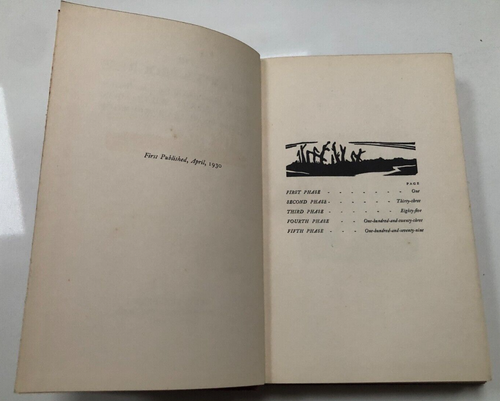 First Published, April, 1930
PAGE
FIRST PHASE - - - - - - - One
SECOND PHASE - - - - - Thirty-three
THIRD PHASE - - - - - Eighty-five
FOURTH PHASE - - One-hundred-and-twenty-three
FIFTH PHASE - - - One-hundred-and-seventy-nine